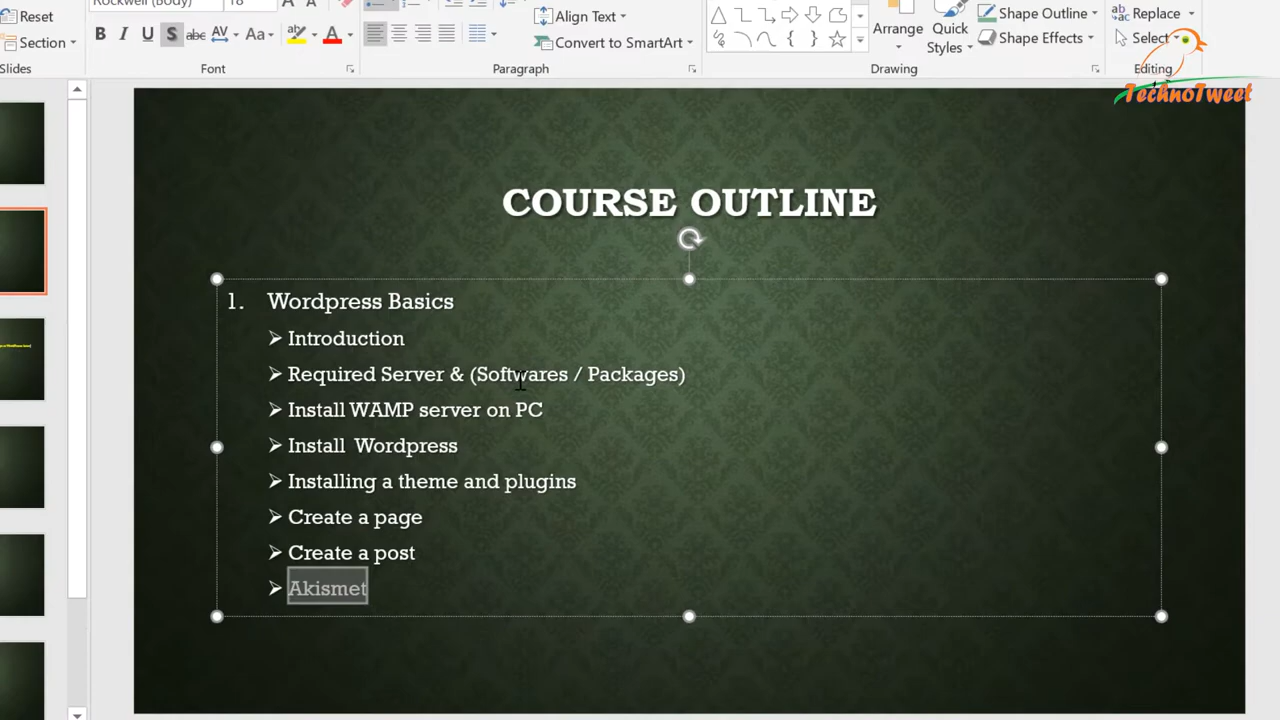 Rockwell (Body)
18
Reset
Section
Slides
B I U S abc AV Aa A
Font
Align Text
Convert to SmartArt
Paragraph
Arrange
Quick
Styles
Shape Outline
Shape Effects
Drawing
Replace
Select
Editing
TechnoTweet
COURSE OUTLINE
1. Wordpress Basics
Introduction
Required Server & (Softwares / Packages)
Install WAMP server on PC
Install Wordpress
Installing a theme and plugins
Create a page
Create a post
Akismet